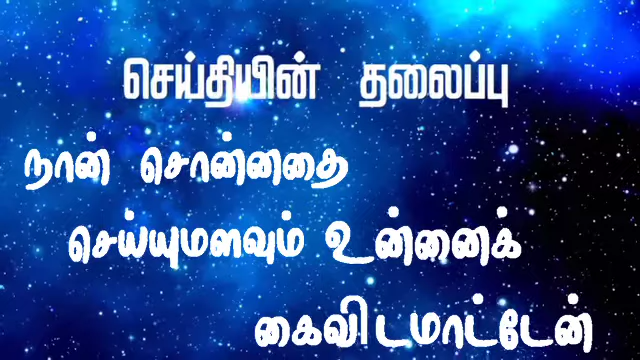 செய்தியின் தலைப்பு
நான் சொன்னதை
செய்யுமளவும் உன்னைக்
கைவிடமாட்டேன்